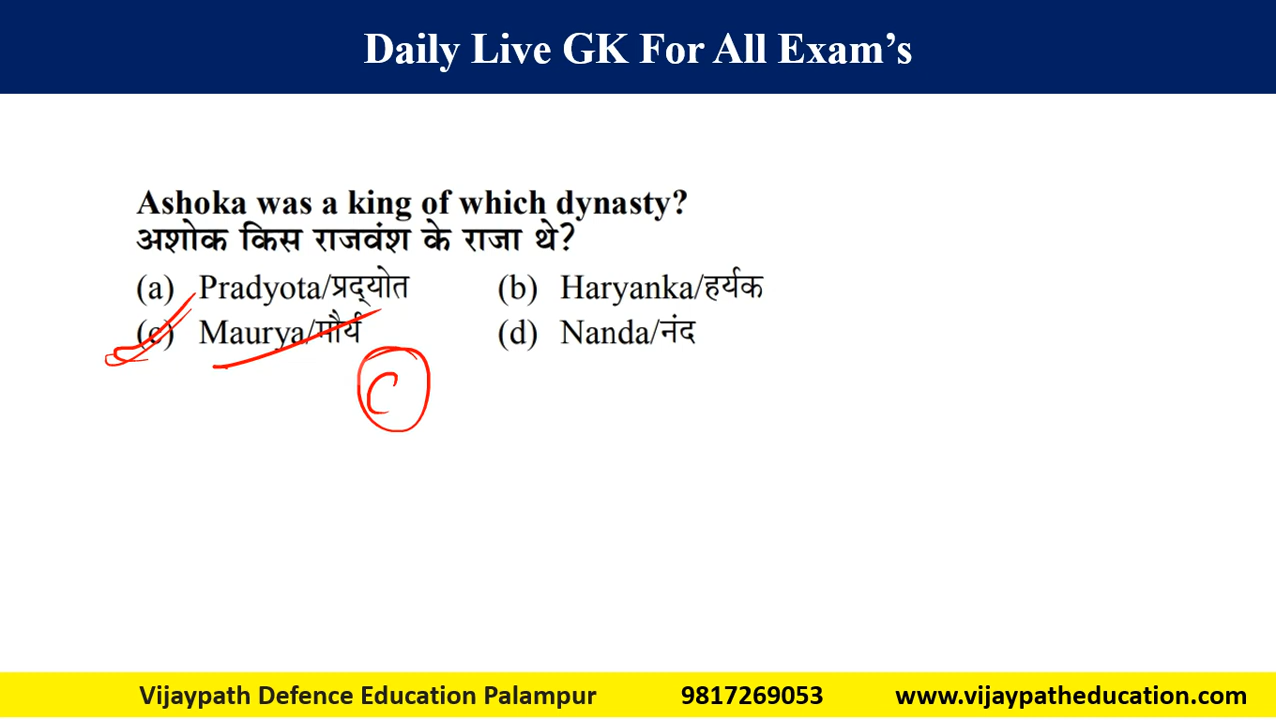 Daily Live GK For All Exam's
Ashoka was a king of which dynasty?
अशोक किस राजवंश के राजा थे?
(a) Pradyota/प्रद्‌योत (b) Haryanka/हर्यक
(c) Maurya/मौर्य (d) Nanda/नंद
C
Vijaypath Defence Education Palampur 9817269053 www.vijaypatheducation.com